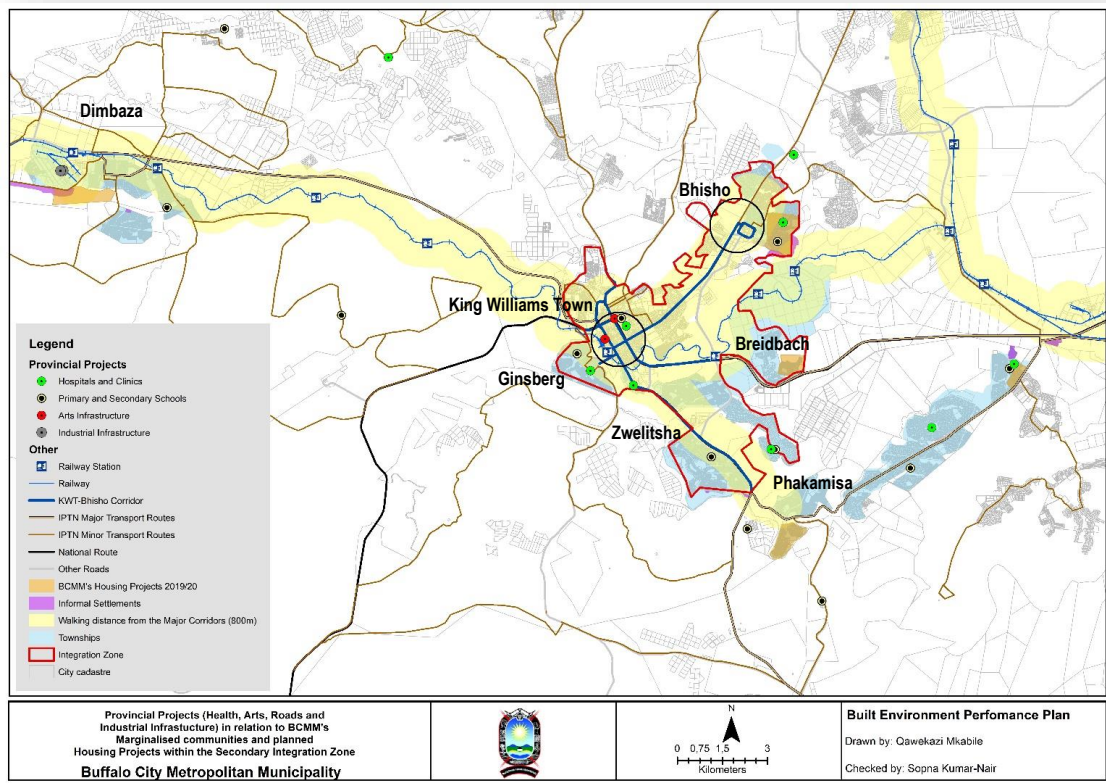 Dimbaza
Bhisho
King Williams Town
Breidbach
Ginsberg
Zwelitsha
Phakamisa
Legend
Provincial Projects
Hospitals and Clinics
Primary and Secondary Schools
Arts Infrastructure
Industrial Infrastructure
Other
Railway Station
Railway
KWT-Bhisho Corridor
IPTN Major Transport Routes
IPTN Minor Transport Routes
National Route
Other Roads
BCMM's Housing Projects 2019/20
Informal Settlements
Walking distance from the Major Corridors (800m)
Townships
Integration Zone
City cadastre
Provincial Projects (Health, Arts, Roads and
Industrial Infrastucture) in relation to BCMM's
Marginalised communities and planned
Housing Projects within the Secondary Integration Zone
Buffalo City Metropolitan Municipality
N
0 0,75 1,5 3
Kilometers
Built Environment Perfomance Plan
Drawn by: Qawekazi Mkabile
Checked by: Sopna Kumar-Nair